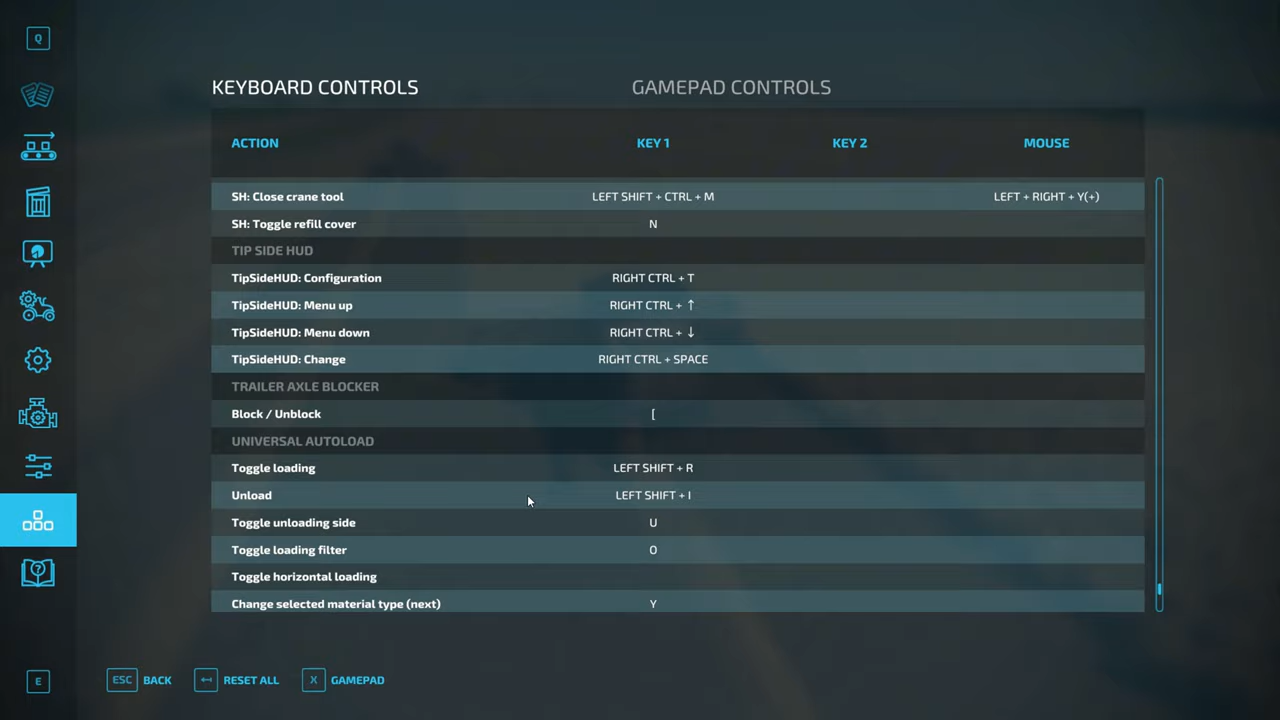 Q
KEYBOARD CONTROLS GAMEPAD CONTROLS
ACTION KEY 1 KEY 2 MOUSE
SH: Close crane tool LEFT SHIFT + CTRL + M LEFT + RIGHT + Y(+)
SH: Toggle refill cover N
TIP SIDE HUD
TipSideHUD: Configuration RIGHT CTRL + T
TipSideHUD: Menu up RIGHT CTRL + ↑
TipSideHUD: Menu down RIGHT CTRL + ↓
TipSideHUD: Change RIGHT CTRL + SPACE
TRAILER AXLE BLOCKER
Block / Unblock [
UNIVERSAL AUTOLOAD
Toggle loading LEFT SHIFT + R
Unload LEFT SHIFT + I
Toggle unloading side U
Toggle loading filter O
Toggle horizontal loading
Change selected material type (next) Y
E ESC BACK ↤ RESET ALL X GAMEPAD